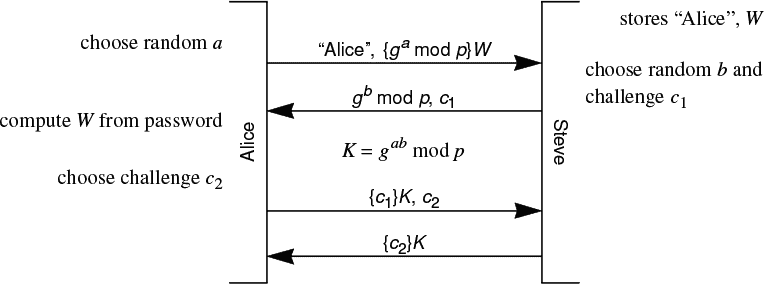 stores “Alice”, W
choose random a
“Alice”, {g^a mod p}W
choose random b and
challenge c₁
g^b mod p, c₁
compute W from password
Alice
Steve
K = g^ab mod p
choose challenge c₂
{c₁}K, c₂
{c₂}K